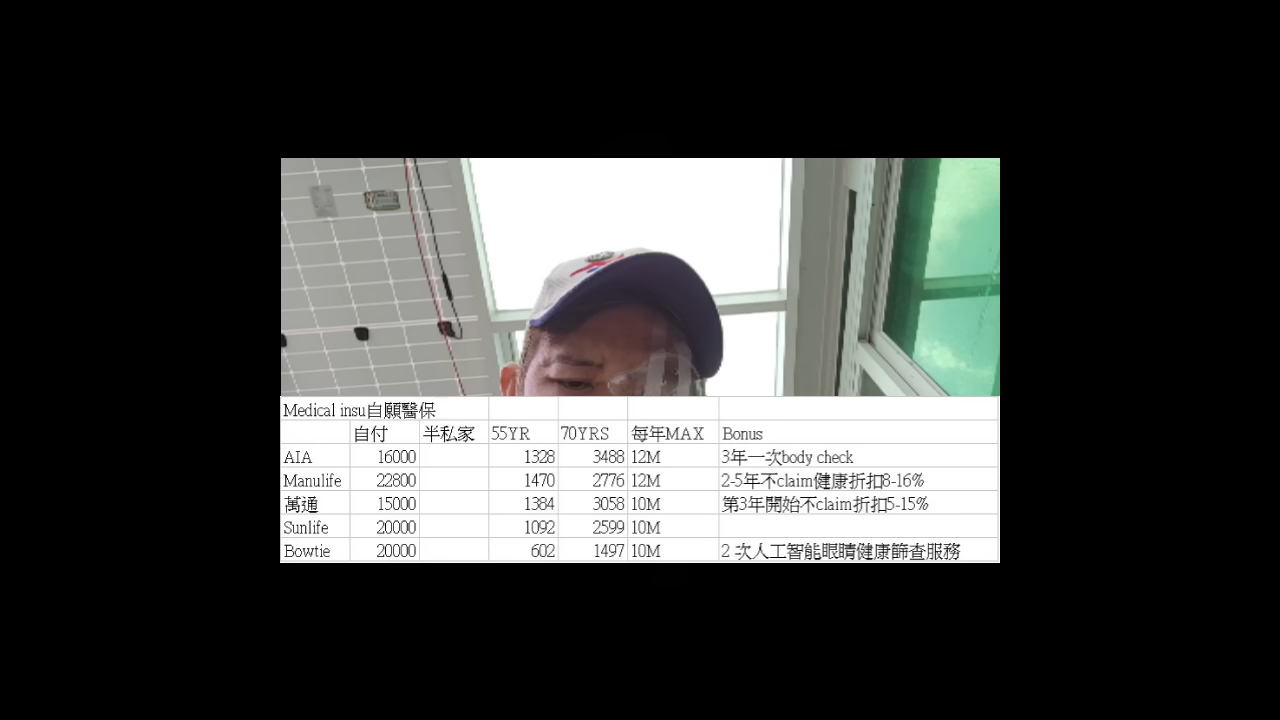 Medical insu自願醫保
自付 半私家 55YR 70YRS 每年MAX Bonus
AIA 16000 1328 3488 12M 3年一次body check
Manulife 22800 1470 2776 12M 2-5年不claim健康折扣8-16%
萬通 15000 1384 3058 10M 第3年開始不claim折扣5-15%
Sunlife 20000 1092 2599 10M
Bowtie 20000 602 1497 10M 2 次人工智能眼睛健康篩查服務